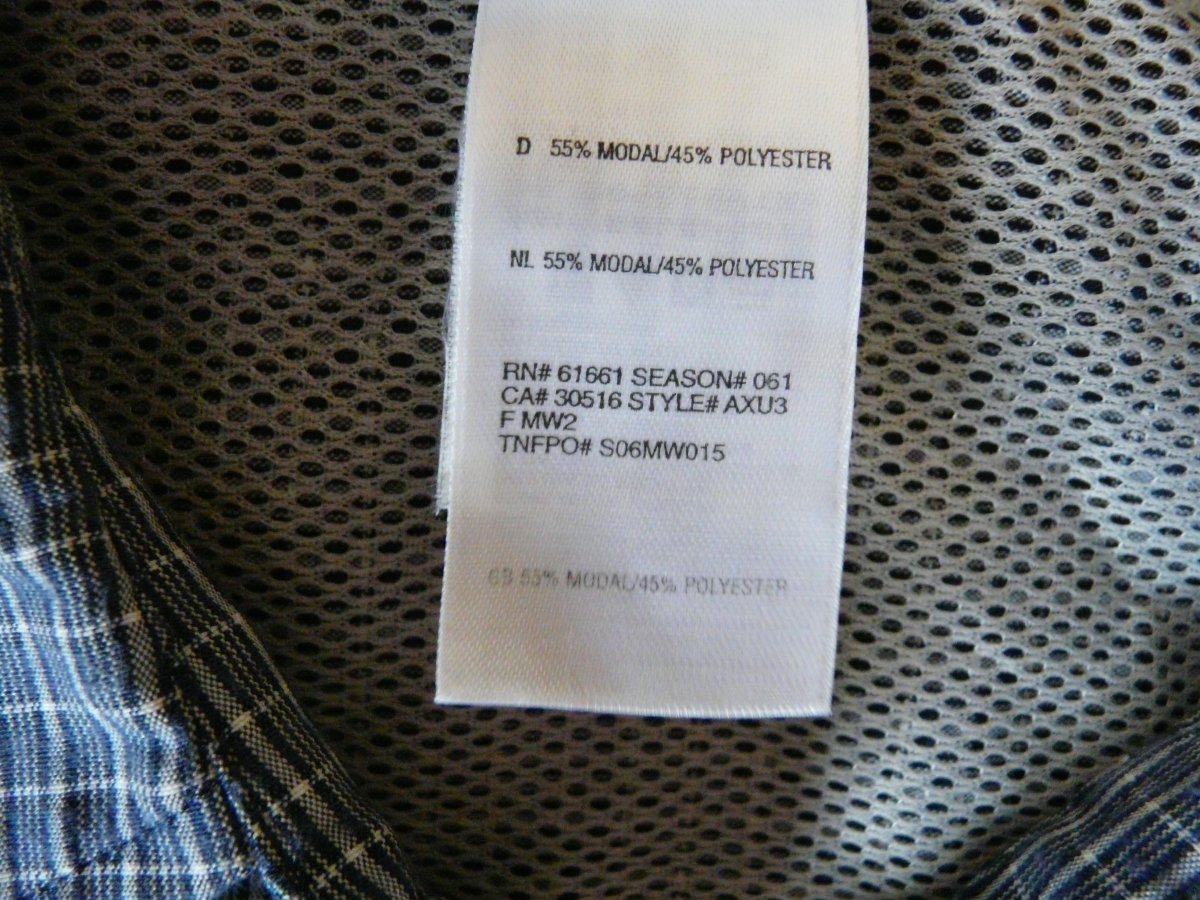 D 55% MODAL/45% POLYESTER
NL 55% MODAL/45% POLYESTER
RN# 61661 SEASON# 061
CA# 30516 STYLE# AXU3
F MW2
TNFPO# S06MW015
GB 55% MODAL/45% POLYESTER